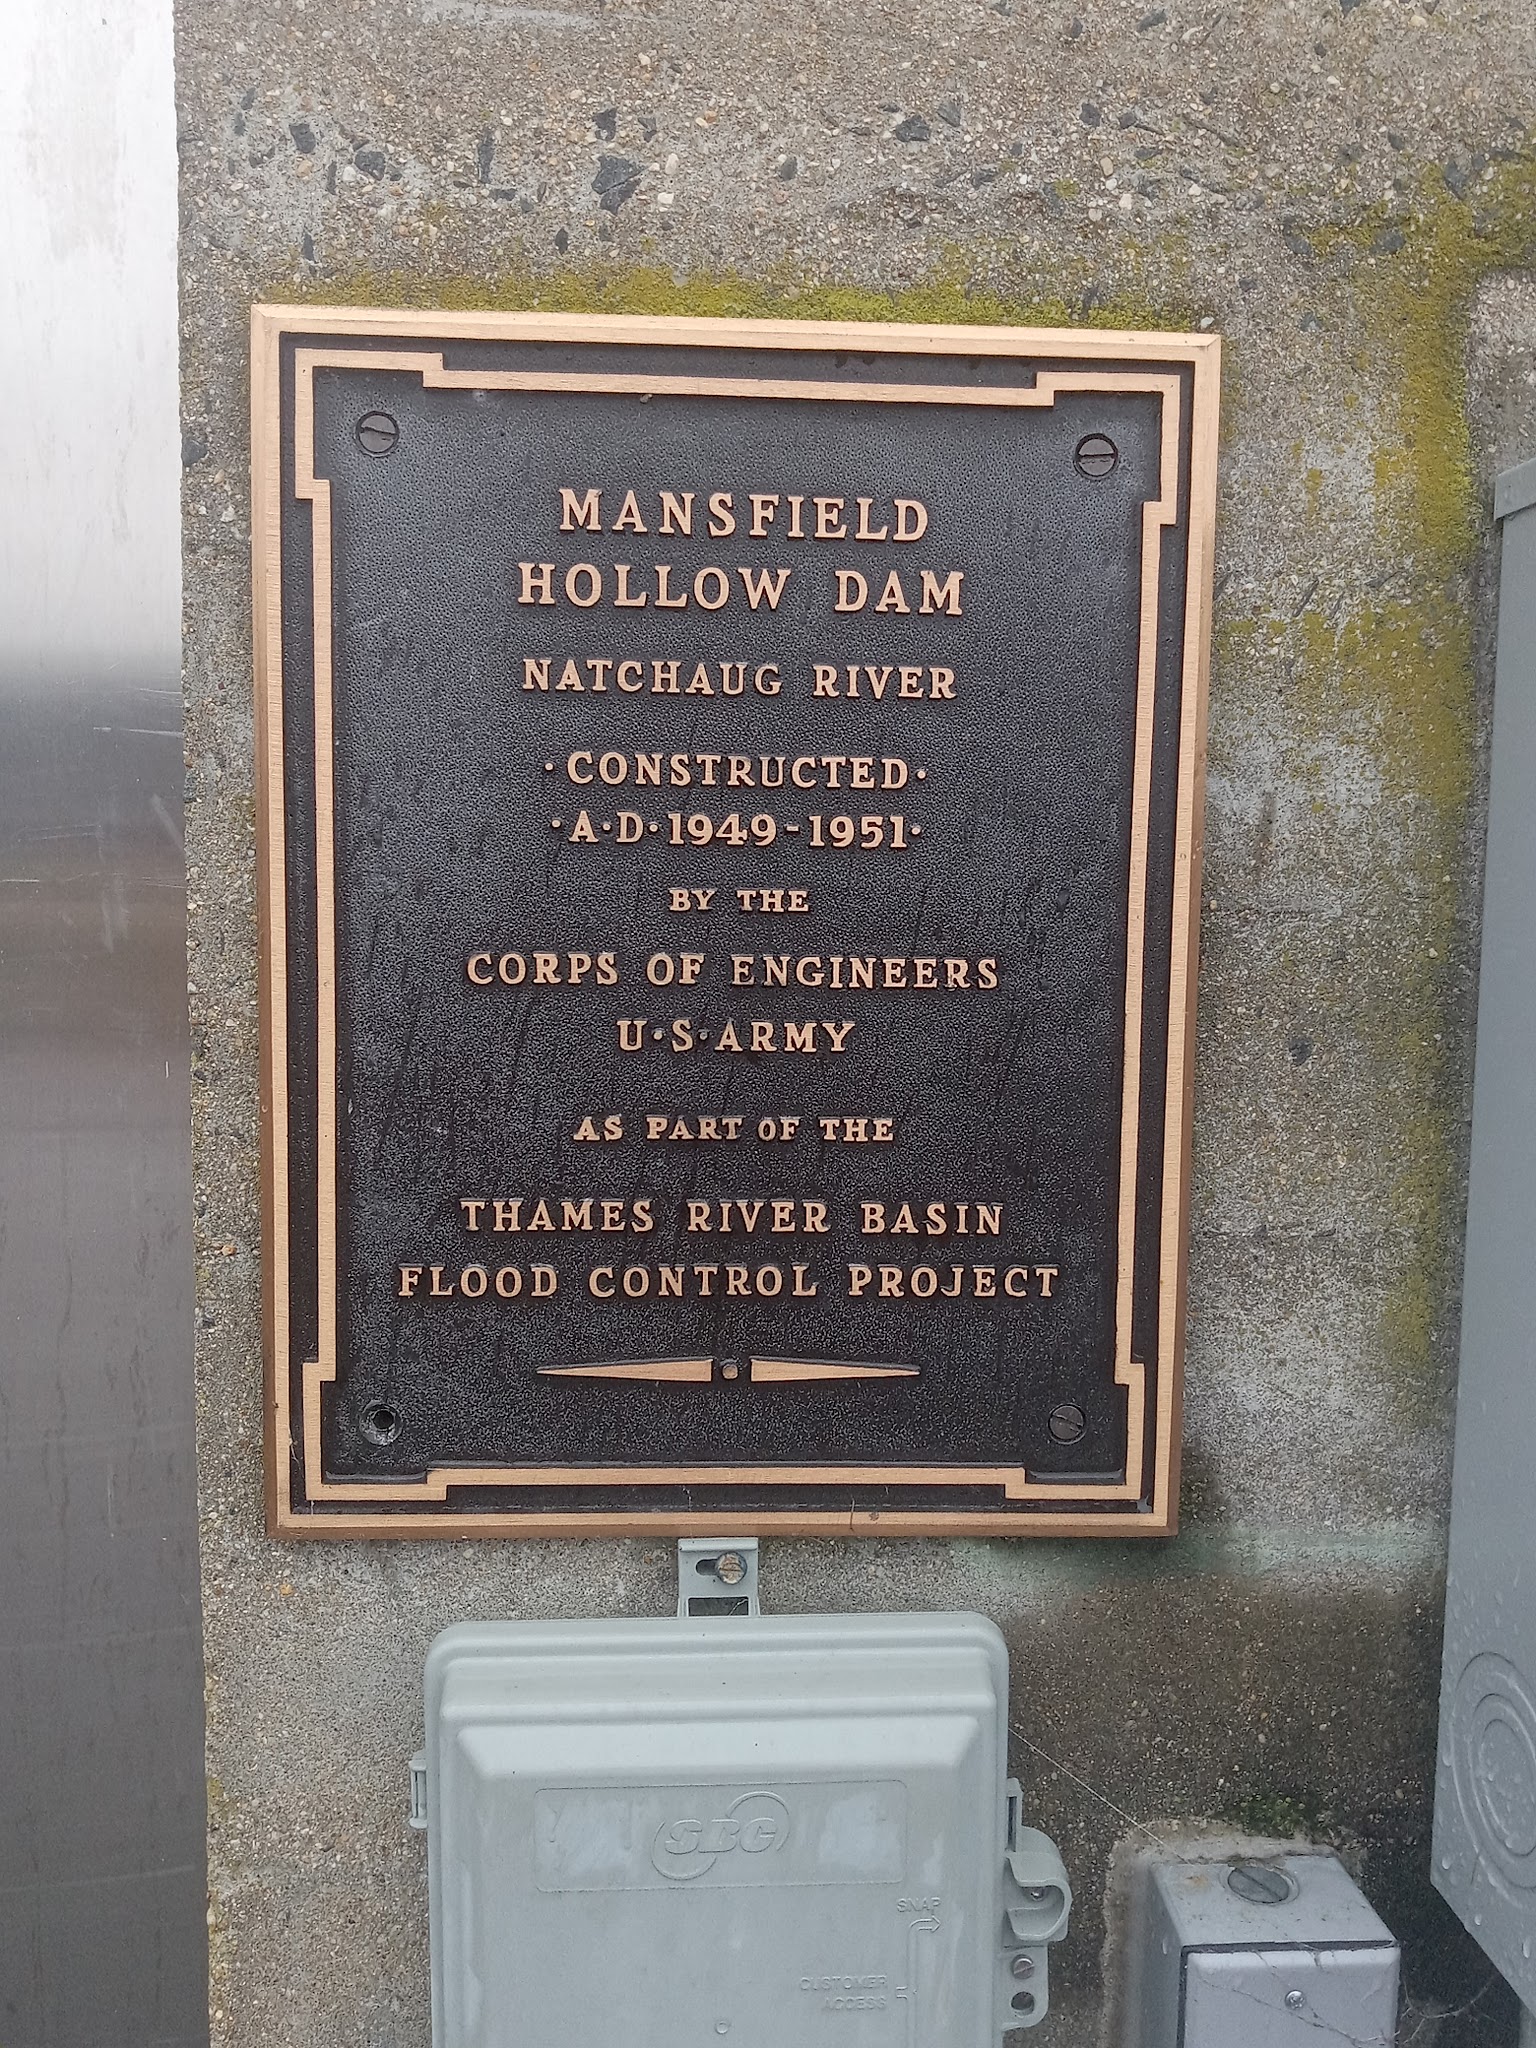 MANSFIELD
HOLLOW DAM
NATCHAUG RIVER
·CONSTRUCTED·
·A·D·1949-1951·
BY THE
CORPS OF ENGINEERS
U·S·ARMY
AS PART OF THE
THAMES RIVER BASIN
FLOOD CONTROL PROJECT
SBC
SNAP
CUSTOMER
ACCESS